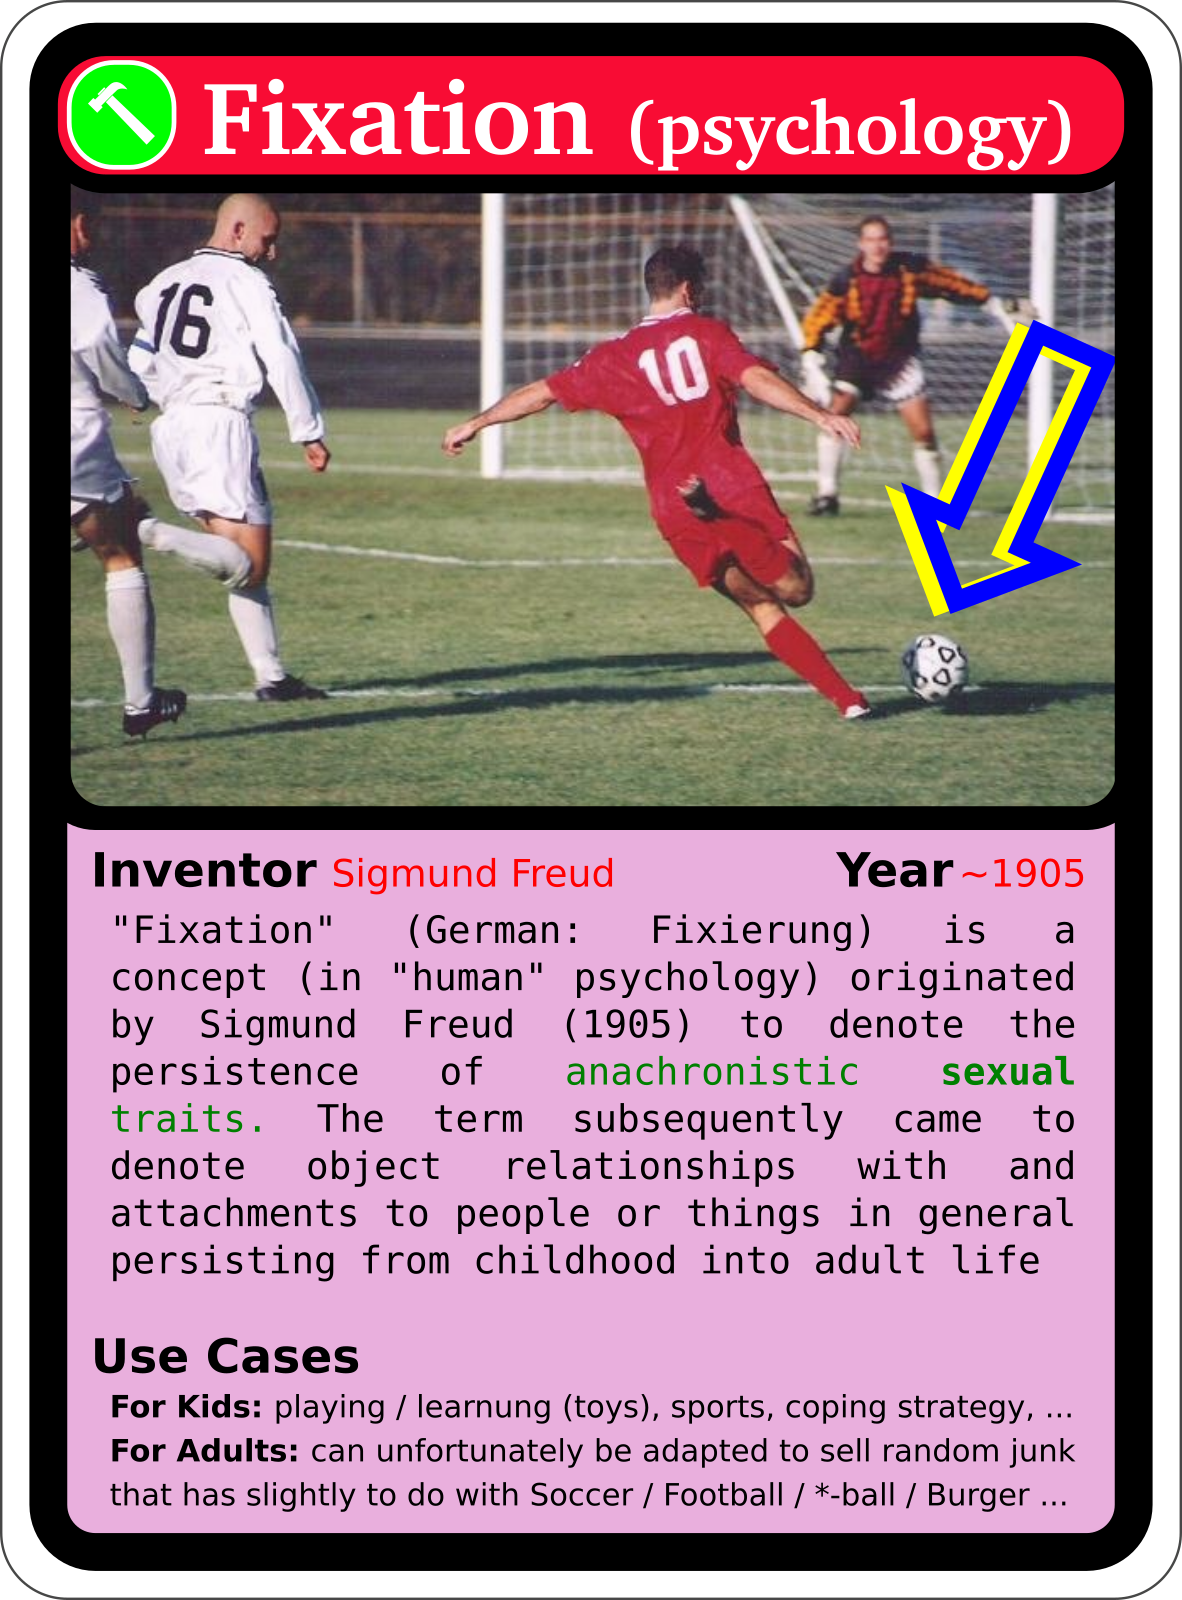 Fixation (psychology)
16
10
Inventor Sigmund Freud Year ~1905
"Fixation" (German: Fixierung) is a
concept (in "human" psychology) originated
by Sigmund Freud (1905) to denote the
persistence of anachronistic sexual
traits. The term subsequently came to
denote object relationships with and
attachments to people or things in general
persisting from childhood into adult life
Use Cases
For Kids: playing / learnung (toys), sports, coping strategy, ...
For Adults: can unfortunately be adapted to sell random junk
that has slightly to do with Soccer / Football / *-ball / Burger ...